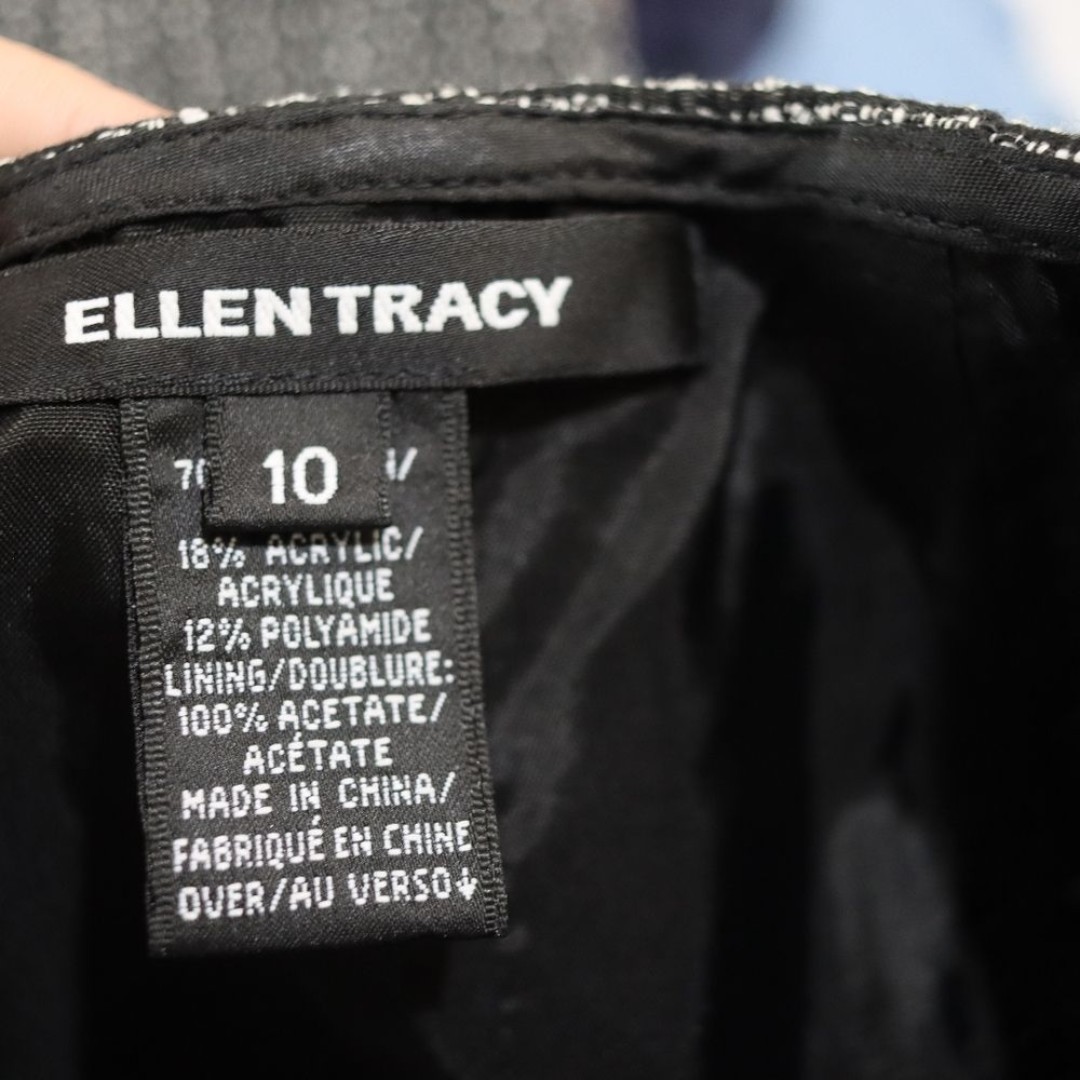 ELLEN TRACY
10
18% ACRYLIC/
ACRYLIQUE
12% POLYAMIDE
LINING/DOUBLURE:
100% ACETATE/
ACÉTATE
MADE IN CHINA/
FABRIQUÉ EN CHINE
OVER/AU VERSO↓